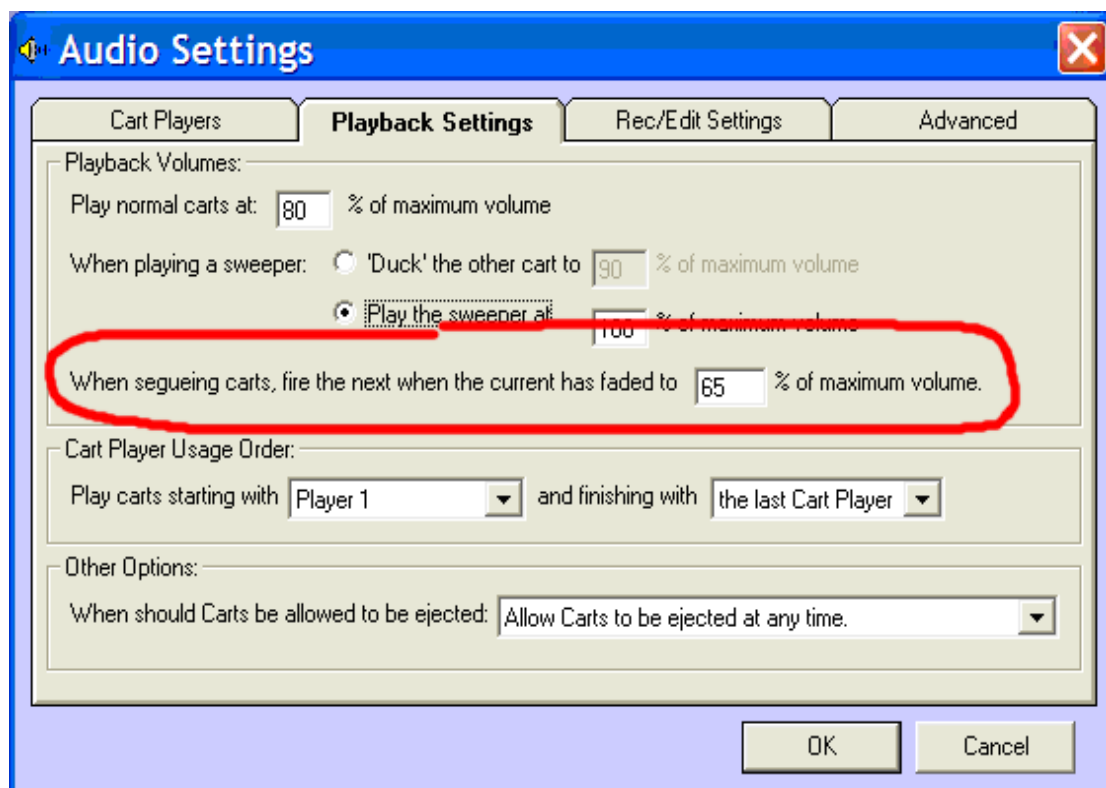 Audio Settings
Cart Players Playback Settings Rec/Edit Settings Advanced
Playback Volumes:
Play normal carts at: 80 % of maximum volume
When playing a sweeper: 'Duck' the other cart to 90 % of maximum volume
Play the sweeper at 100 % of maximum volume
When segueing carts, fire the next when the current has faded to 65 % of maximum volume.
Cart Player Usage Order:
Play carts starting with Player 1 and finishing with the last Cart Player
Other Options:
When should Carts be allowed to be ejected: Allow Carts to be ejected at any time.
OK Cancel